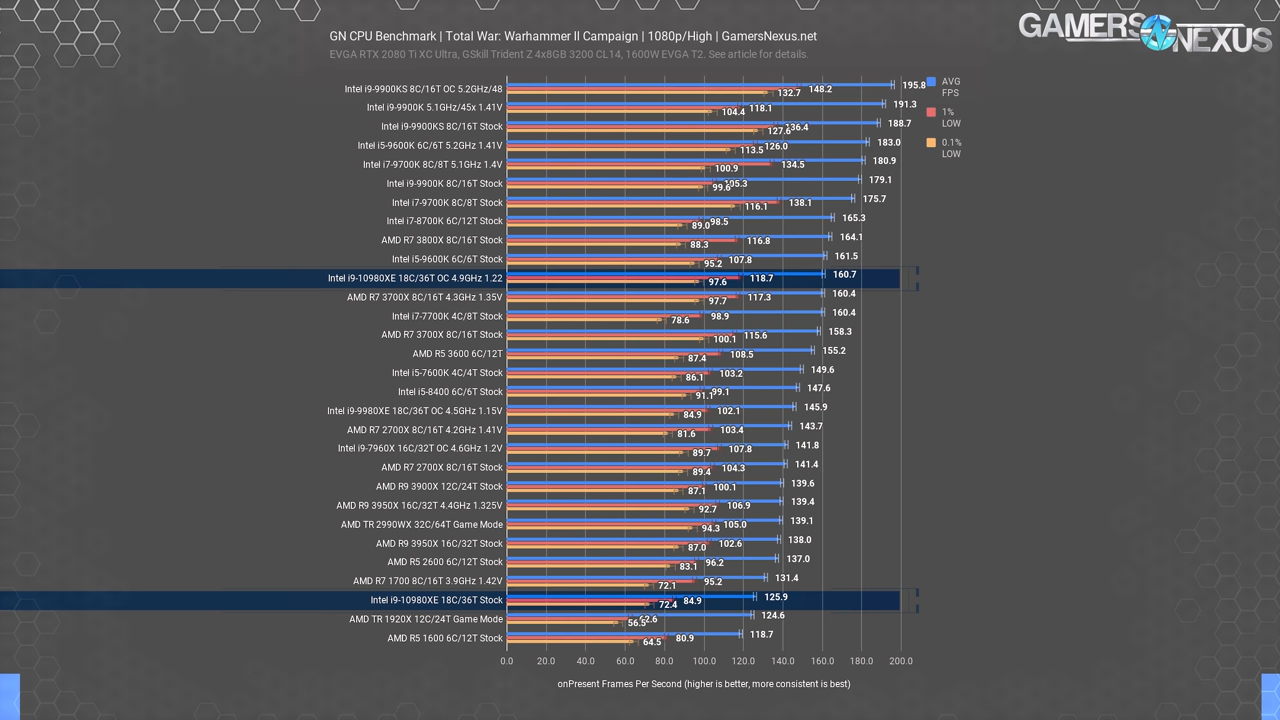 GAMERS NEXUS
GN CPU Benchmark | Total War: Warhammer II Campaign | 1080p/High | GamersNexus.net
EVGA RTX 2080 Ti XC Ultra, GSkill Trident Z 4x8GB 3200 CL14, 1600W EVGA T2. See article for details.
AVG FPS
1% LOW
0.1% LOW
Intel i9-9900KS 8C/16T OC 5.2GHz/48 195.8 148.2 132.7
Intel i9-9900K 5.1GHz/45x 1.41V 191.3 118.1 104.4
Intel i9-9900KS 8C/16T Stock 188.7 136.4 127.6
Intel i5-9600K 6C/6T 5.2GHz 1.41V 183.0 126.0 113.5
Intel i7-9700K 8C/8T 5.1GHz 1.4V 180.9 134.5 100.9
Intel i9-9900K 8C/16T Stock 179.1 105.3 99.6
Intel i7-9700K 8C/8T Stock 175.7 138.1 116.1
Intel i7-8700K 6C/12T Stock 165.3 98.5 89.0
AMD R7 3800X 8C/16T Stock 164.1 116.8 88.3
Intel i5-9600K 6C/6T Stock 161.5 107.8 95.2
Intel i9-10980XE 18C/36T OC 4.9GHz 1.22 160.7 118.7 97.6
AMD R7 3700X 8C/16T 4.3GHz 1.35V 160.4 117.3 97.7
Intel i7-7700K 4C/8T Stock 160.4 98.9 78.6
AMD R7 3700X 8C/16T Stock 158.3 115.6 100.1
AMD R5 3600 6C/12T 155.2 108.5 87.4
Intel i5-7600K 4C/4T Stock 149.6 103.2 86.1
Intel i5-8400 6C/6T Stock 147.6 99.1 91.1
Intel i9-9980XE 18C/36T OC 4.5GHz 1.15V 145.9 102.1 84.9
AMD R7 2700X 8C/16T 4.2GHz 1.41V 143.7 103.4 81.6
Intel i9-7960X 16C/32T OC 4.6GHz 1.2V 141.8 107.8 89.7
AMD R7 2700X 8C/16T Stock 141.4 104.3 89.4
AMD R9 3900X 12C/24T Stock 139.6 100.1 87.1
AMD R9 3950X 16C/32T 4.4GHz 1.325V 139.4 106.9 92.7
AMD TR 2990WX 32C/64T Game Mode 139.1 105.0 94.3
AMD R9 3950X 16C/32T Stock 138.0 102.6 87.0
AMD R5 2600 6C/12T Stock 137.0 96.2 83.1
AMD R7 1700 8C/16T 3.9GHz 1.42V 131.4 95.2 72.1
Intel i9-10980XE 18C/36T Stock 125.9 84.9 72.4
AMD TR 1920X 12C/24T Game Mode 124.6 56.5
AMD R5 1600 6C/12T Stock 118.7 80.9 64.5
0.0 20.0 40.0 60.0 80.0 100.0 120.0 140.0 160.0 180.0 200.0
onPresent Frames Per Second (higher is better, more consistent is best)